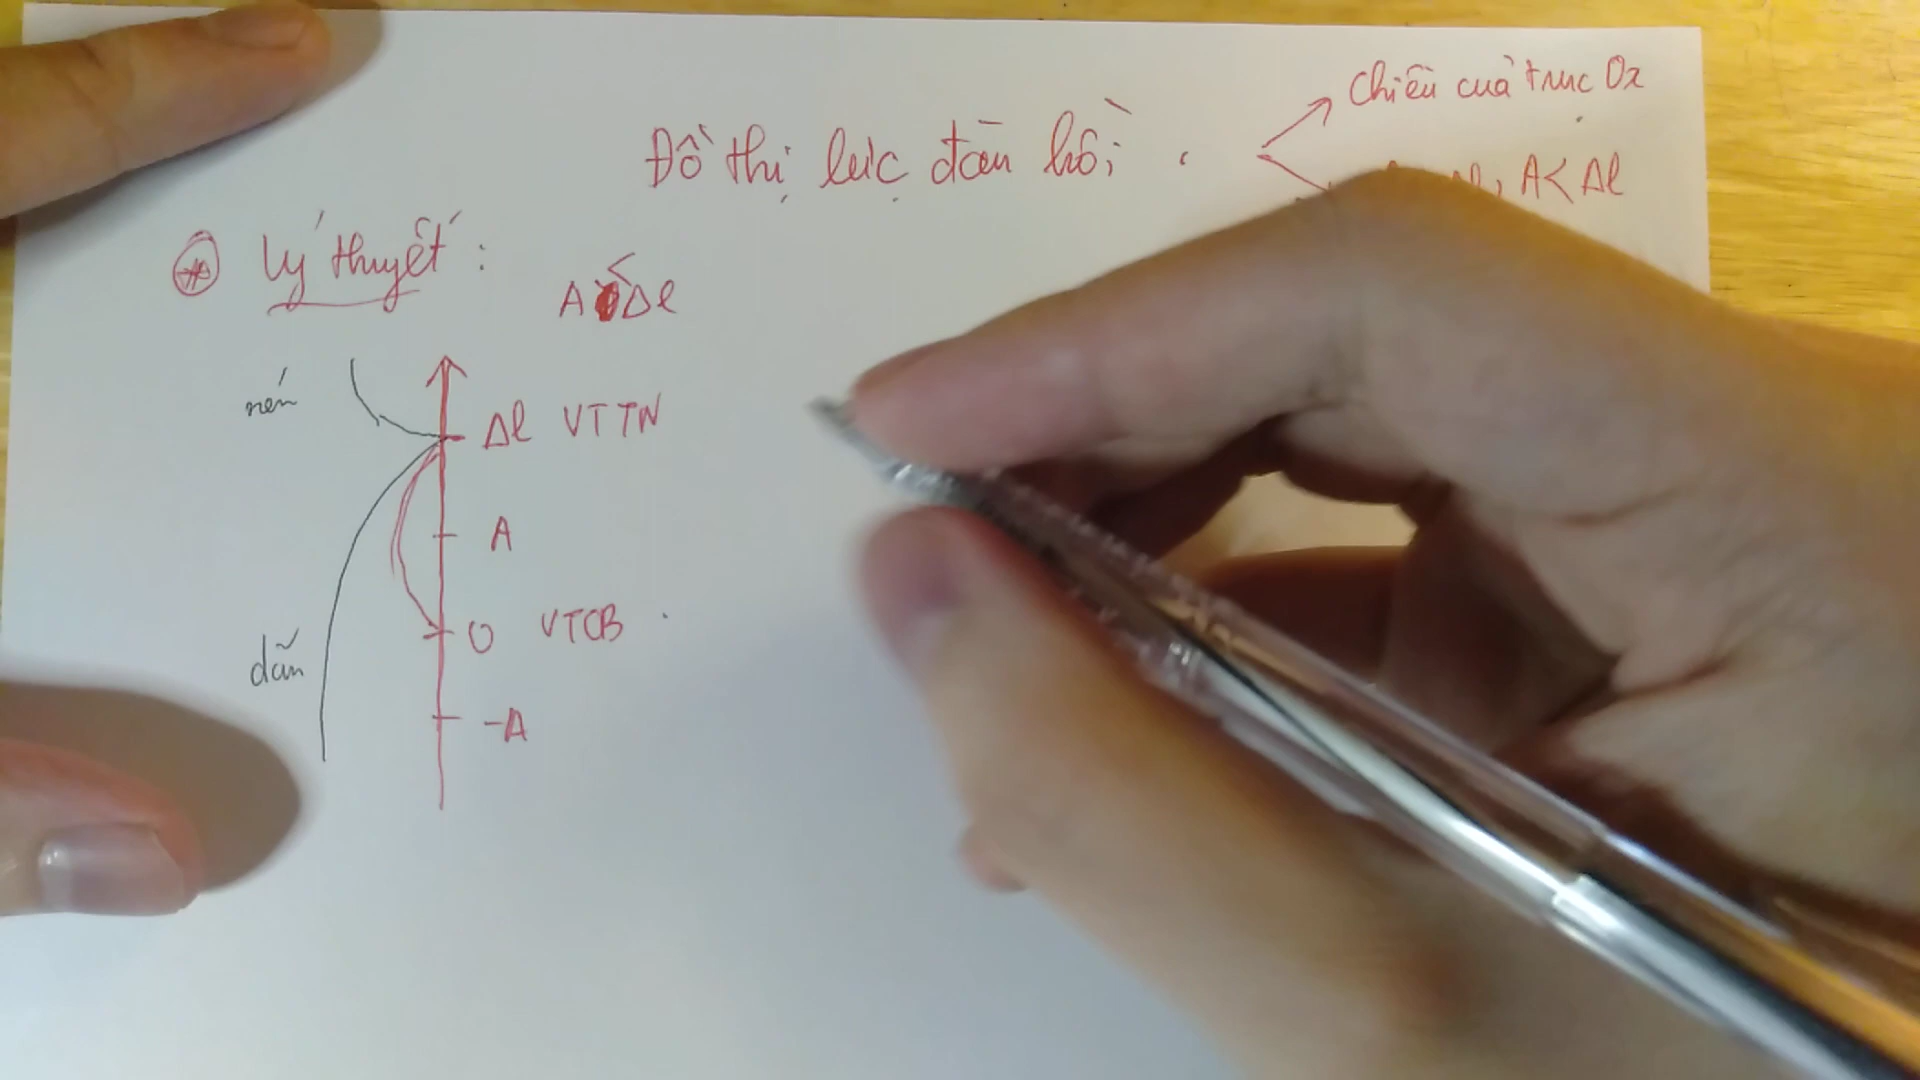 Chiều của trục Ox
Đồ thị lực đàn hồi
A < Δl
* Lý thuyết :
A < Δl
nén
Δl VTTN
A
O VTCB
dãn
-A